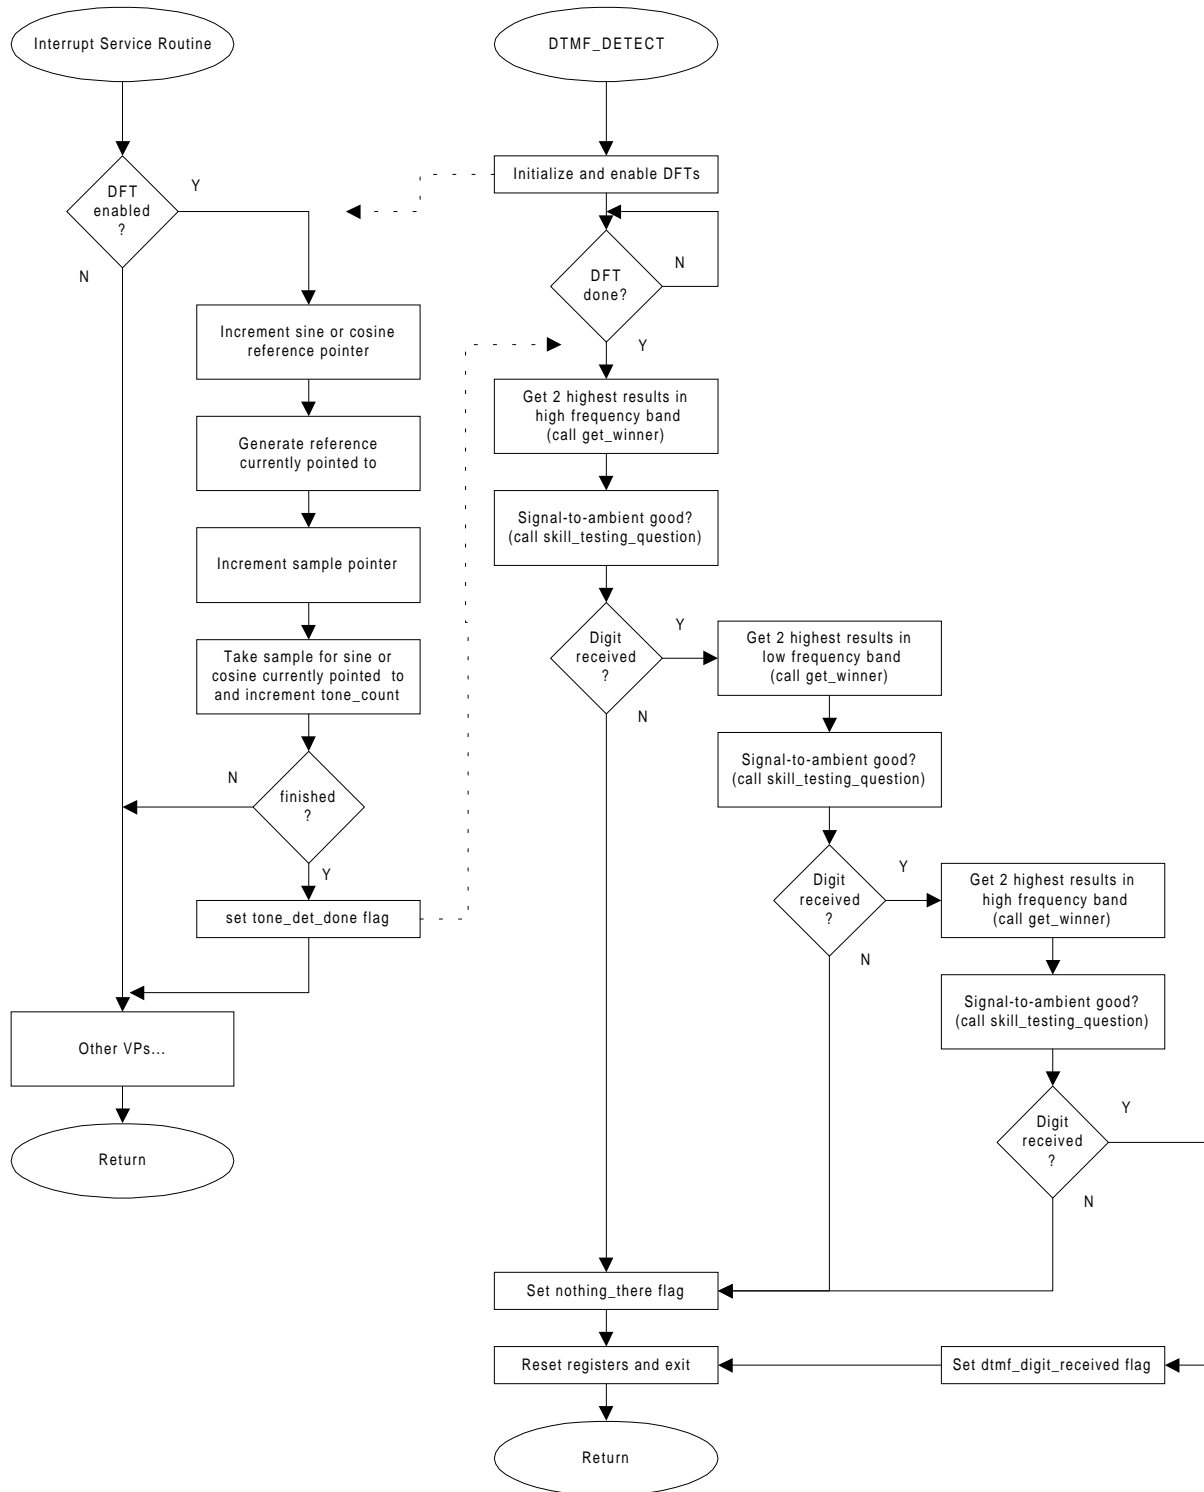 Interrupt Service Routine
DFT
enabled
?
Y
N
Increment sine or cosine
reference pointer
Generate reference
currently pointed to
Increment sample pointer
Take sample for sine or
cosine currently pointed to
and increment tone_count
N
finished
?
Y
set tone_det_done flag
Other VPs...
Return
DTMF_DETECT
Initialize and enable DFTs
DFT
done?
N
Y
Get 2 highest results in
high frequency band
(call get_winner)
Signal-to-ambient good?
(call skill_testing_question)
Digit
received
?
Y
N
Get 2 highest results in
low frequency band
(call get_winner)
Signal-to-ambient good?
(call skill_testing_question)
Digit
received
?
Y
N
Get 2 highest results in
high frequency band
(call get_winner)
Signal-to-ambient good?
(call skill_testing_question)
Digit
received
?
Y
N
Set nothing_there flag
Reset registers and exit
Set dtmf_digit_received flag
Return